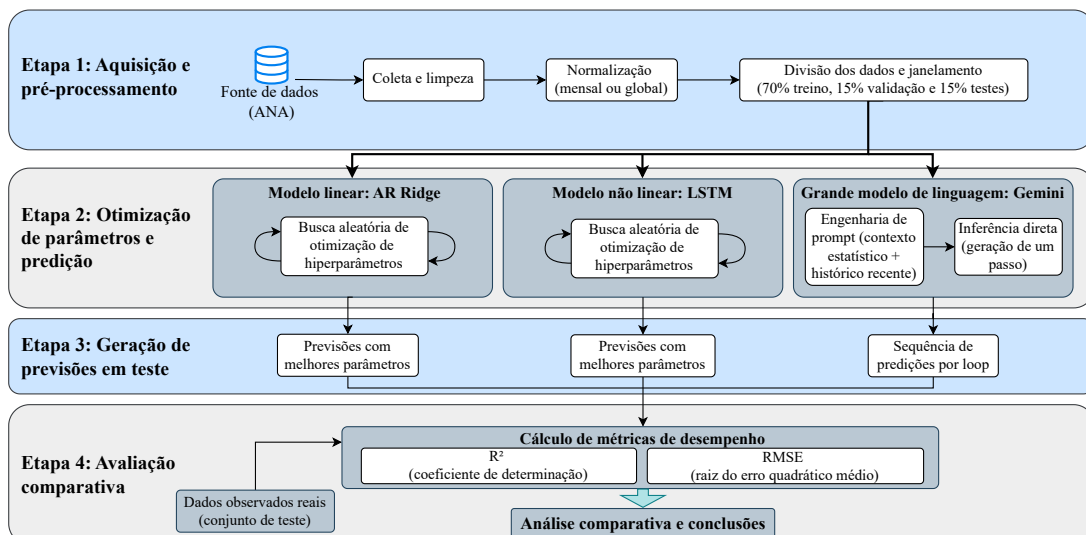 Etapa 1: Aquisição e
pré-processamento
Fonte de dados
(ANA)
Coleta e limpeza
Normalização
(mensal ou global)
Divisão dos dados e janelamento
(70% treino, 15% validação e 15% testes)
Etapa 2: Otimização
de parâmetros e
predição
Modelo linear: AR Ridge
Busca aleatória de
otimização de
hiperparâmetros
Modelo não linear: LSTM
Busca aleatória de
otimização de
hiperparâmetros
Grande modelo de linguagem: Gemini
Engenharia de
prompt (contexto
estatístico +
histórico recente)
Inferência direta
(geração de um
passo)
Etapa 3: Geração de
previsões em teste
Previsões com
melhores parâmetros
Previsões com
melhores parâmetros
Sequência de
predições por loop
Etapa 4: Avaliação
comparativa
Dados observados reais
(conjunto de teste)
Cálculo de métricas de desempenho
R²
(coeficiente de determinação)
RMSE
(raiz do erro quadrático médio)
Análise comparativa e conclusões